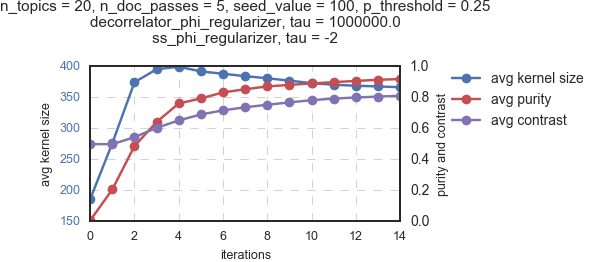 n_topics = 20, n_doc_passes = 5, seed_value = 100, p_threshold = 0.25
decorrelator_phi_regularizer, tau = 1000000.0
ss_phi_regularizer, tau = -2
400
350
300
250
200
150
avg kernel size
1.0
0.8
0.6
0.4
0.2
0.0
purity and contrast
avg kernel size
avg purity
avg contrast
0 2 4 6 8 10 12 14
iterations